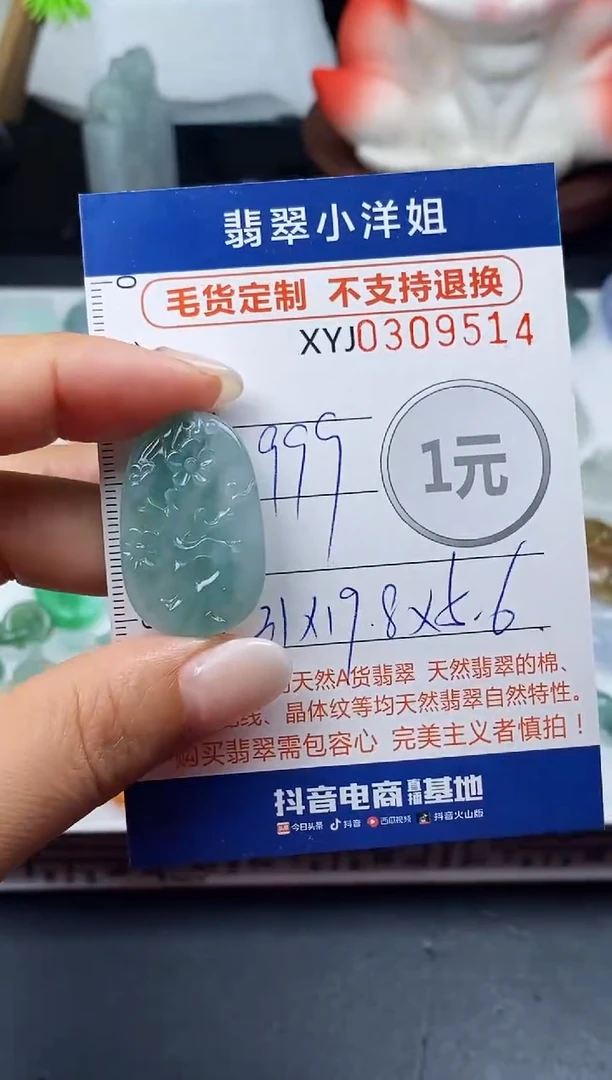 翡翠小洋姐
0
毛货定制 不支持退换
XYJ0309514
999
1元
31x19.8x5.6
天然A货翡翠 天然翡翠的棉、
线、晶体纹等均天然翡翠自然特性。
购买翡翠需包容心 完美主义者慎拍！
抖音电商直播基地
头条 今日头条 抖音 西瓜视频 抖音火山版